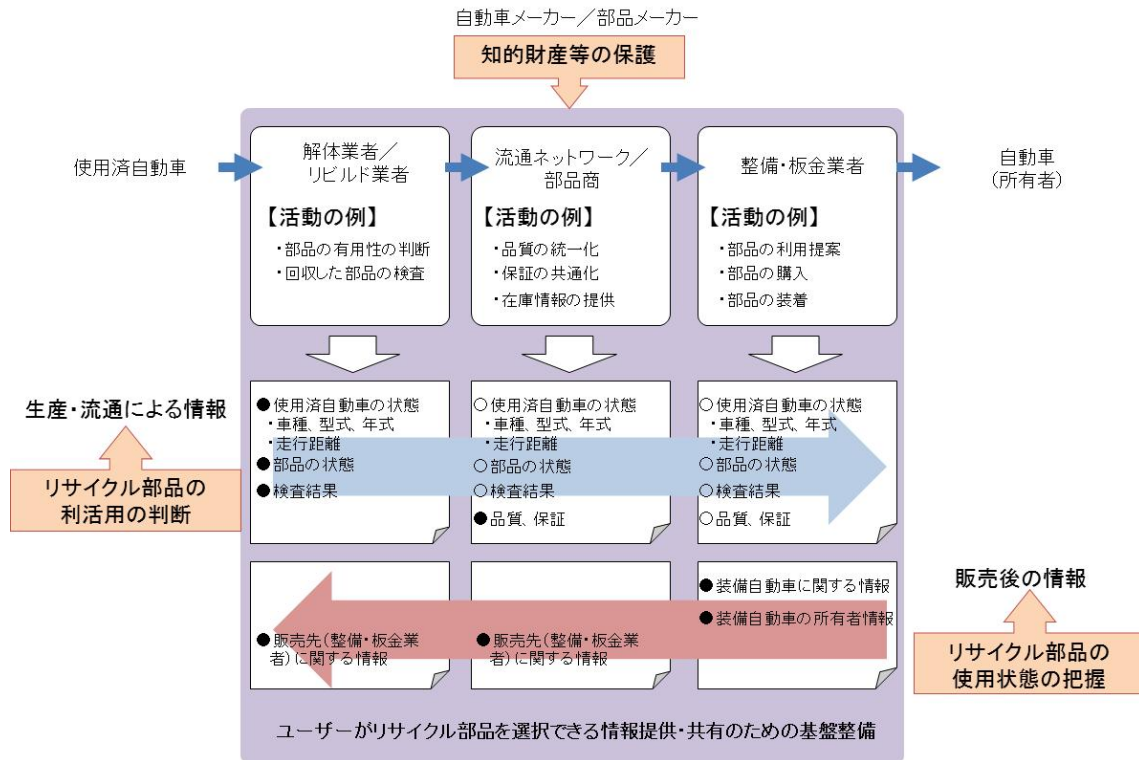 自動車メーカー／部品メーカー
知的財産等の保護
使用済自動車
解体業者／
リビルド業者
【活動の例】
・部品の有用性の判断
・回収した部品の検査
流通ネットワーク／
部品商
【活動の例】
・品質の統一化
・保証の共通化
・在庫情報の提供
整備・板金業者
【活動の例】
・部品の利用提案
・部品の購入
・部品の装着
自動車
(所有者)
生産・流通による情報
リサイクル部品の
利活用の判断
●使用済自動車の状態
・車種、型式、年式
・走行距離
●部品の状態
●検査結果
○使用済自動車の状態
・車種、型式、年式
・走行距離
○部品の状態
○検査結果
●品質、保証
○使用済自動車の状態
・車種、型式、年式
・走行距離
○部品の状態
○検査結果
○品質、保証
●販売先(整備・板金業
者)に関する情報
●販売先(整備・板金業
者)に関する情報
●装備自動車に関する情報
●装備自動車の所有者情報
販売後の情報
リサイクル部品の
使用状態の把握
ユーザーがリサイクル部品を選択できる情報提供・共有のための基盤整備